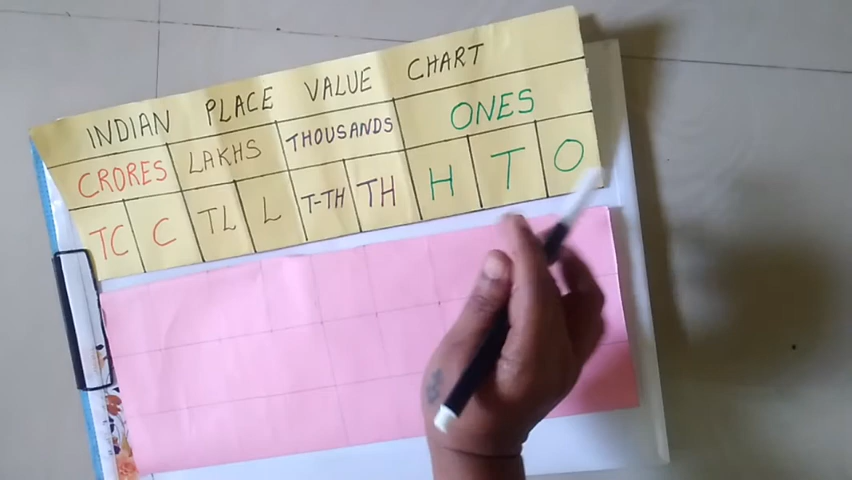 INDIAN PLACE VALUE CHART
CRORES LAKHS THOUSANDS ONES
TC C TL L T-TH TH H T O